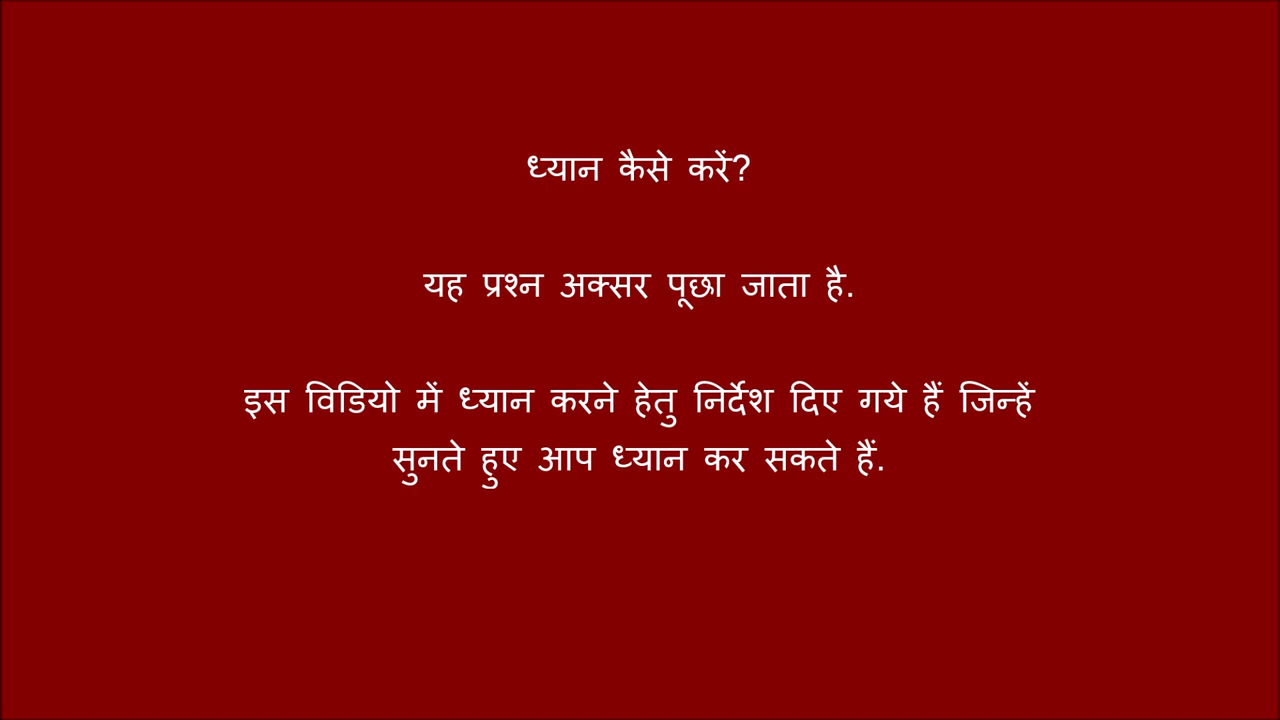 ध्यान कैसे करें?
यह प्रश्न अक्सर पूछा जाता है.
इस विडियो में ध्यान करने हेतु निर्देश दिए गये हैं जिन्हें
सुनते हुए आप ध्यान कर सकते हैं.